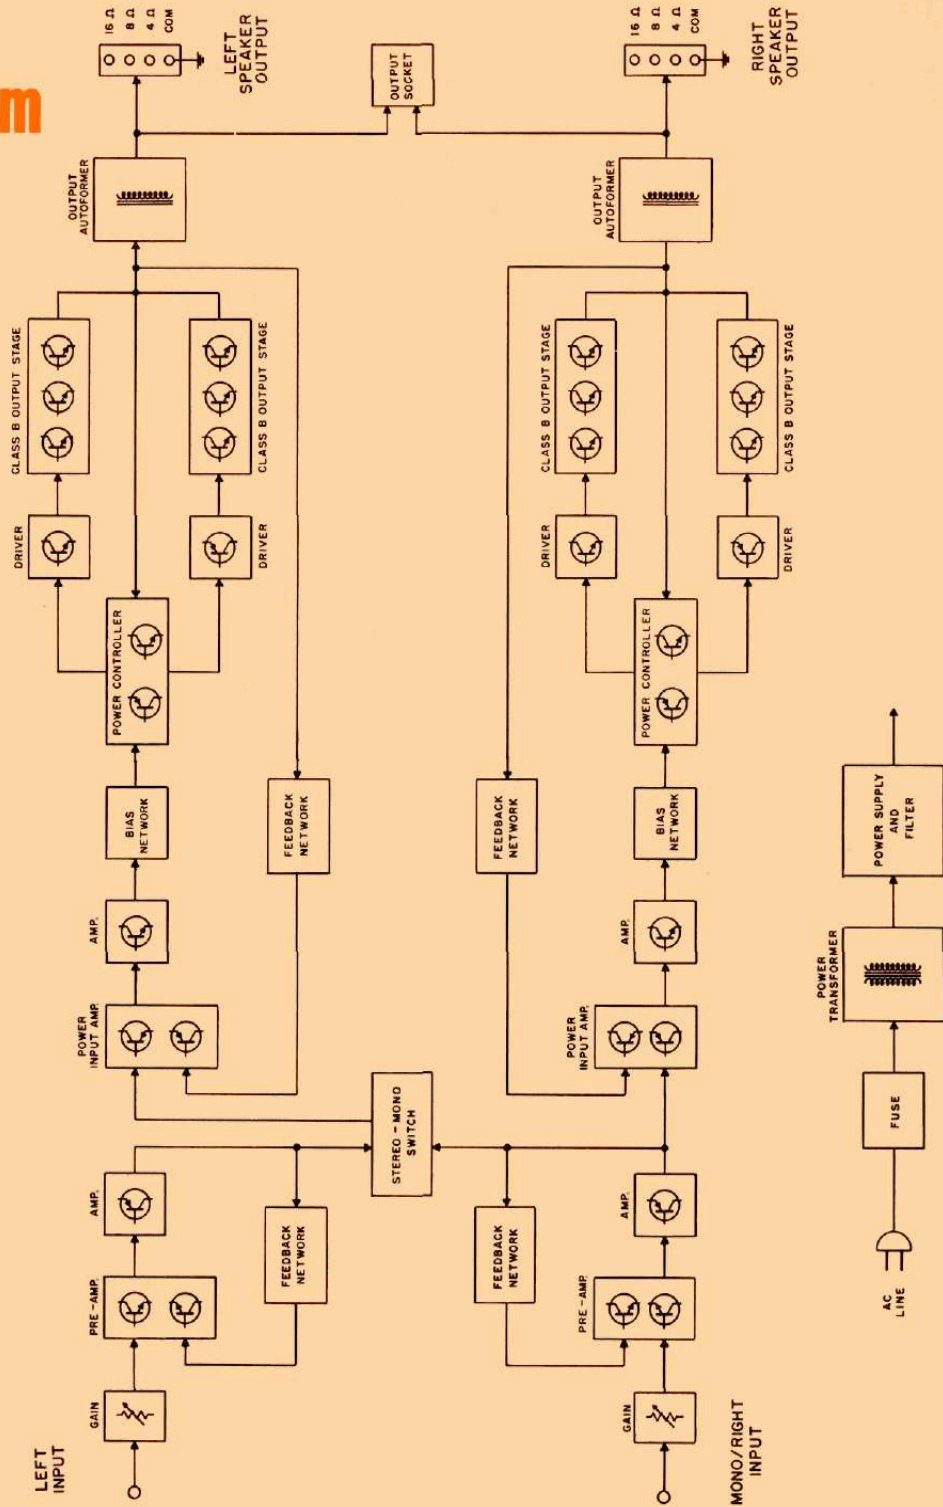 m
LEFT
INPUT
GAIN
PRE-AMP.
AMP.
FEEDBACK
NETWORK
STEREO-MONO
SWITCH
POWER
INPUT AMP.
AMP.
BIAS
NETWORK
FEEDBACK
NETWORK
POWER CONTROLLER
DRIVER
DRIVER
CLASS B OUTPUT STAGE
CLASS B OUTPUT STAGE
OUTPUT
AUTOFORMER
16 Ω
8 Ω
4 Ω
COM
LEFT
SPEAKER
OUTPUT
OUTPUT
SOCKET
MONO/RIGHT
INPUT
GAIN
PRE-AMP.
AMP.
FEEDBACK
NETWORK
POWER
INPUT AMP.
AMP.
BIAS
NETWORK
FEEDBACK
NETWORK
POWER CONTROLLER
DRIVER
DRIVER
CLASS B OUTPUT STAGE
CLASS B OUTPUT STAGE
OUTPUT
AUTOFORMER
16 Ω
8 Ω
4 Ω
COM
RIGHT
SPEAKER
OUTPUT
AC
LINE
FUSE
POWER
TRANSFORMER
POWER SUPPLY
AND
FILTER